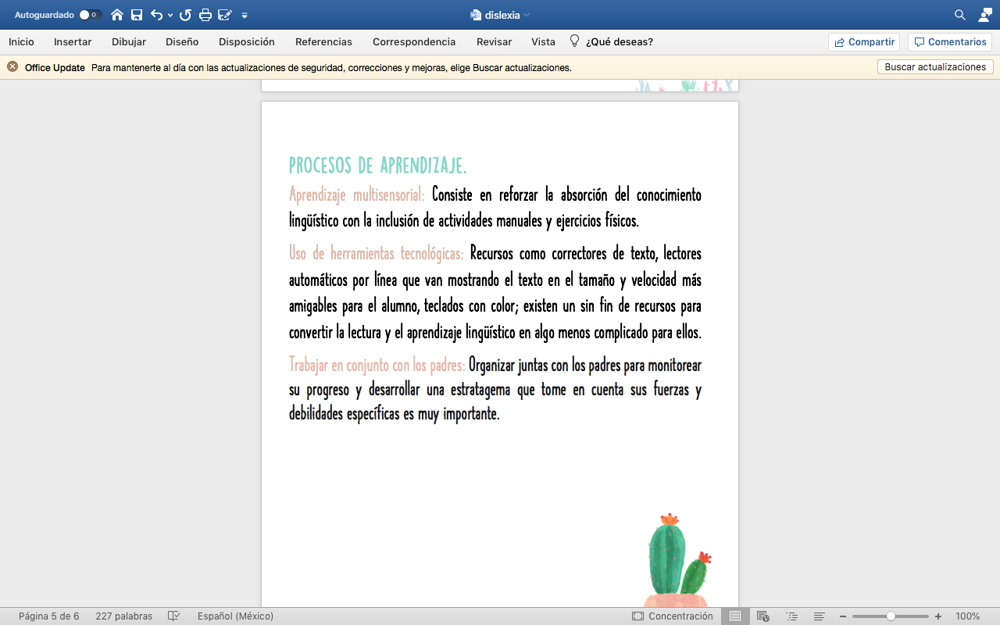 Autoguardado
dislexia
Inicio Insertar Dibujar Diseño Disposición Referencias Correspondencia Revisar Vista ¿Qué deseas? Compartir Comentarios
Office Update Para mantenerte al día con las actualizaciones de seguridad, correcciones y mejoras, elige Buscar actualizaciones. Buscar actualizaciones
PROCESOS DE APRENDIZAJE.
Aprendizaje multisensorial: Consiste en reforzar la absorción del conocimiento
lingüístico con la inclusión de actividades manuales y ejercicios físicos.
Uso de herramientas tecnológicas: Recursos como correctores de texto, lectores
automáticos por línea que van mostrando el texto en el tamaño y velocidad más
amigables para el alumno, teclados con color; existen un sin fin de recursos para
convertir la lectura y el aprendizaje lingüístico en algo menos complicado para ellos.
Trabajar en conjunto con los padres: Organizar juntas con los padres para monitorear
su progreso y desarrollar una estratagema que tome en cuenta sus fuerzas y
debilidades específicas es muy importante.
Página 5 de 6 227 palabras Español (México) Concentración 100%